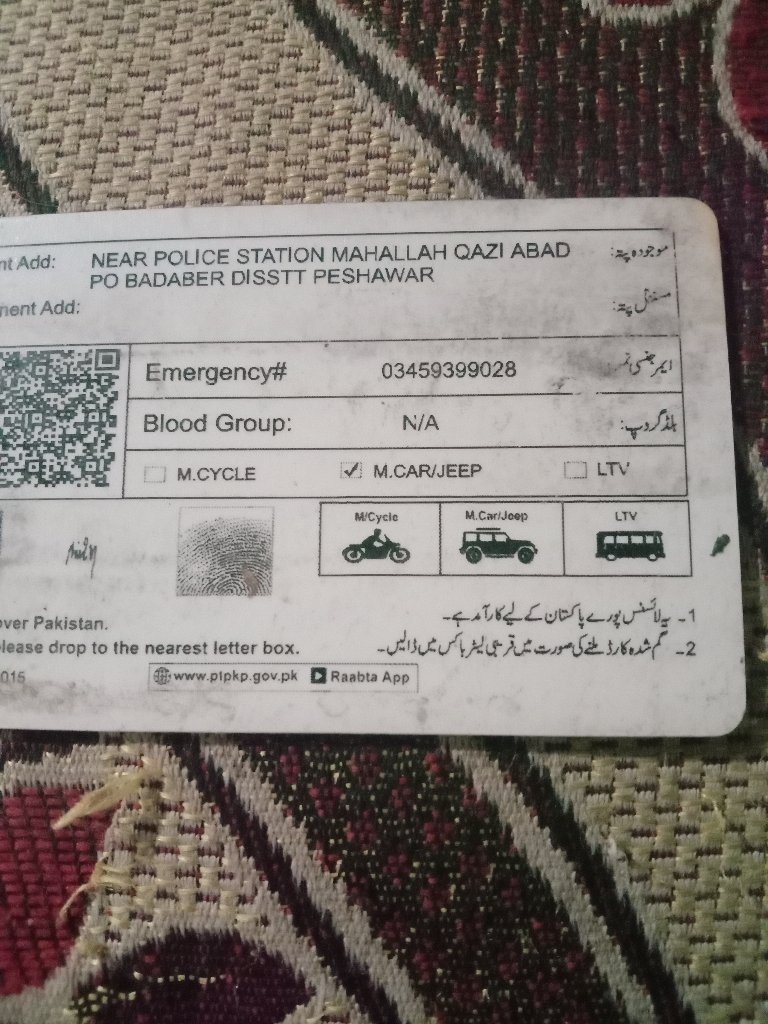 nt Add: NEAR POLICE STATION MAHALLAH QAZI ABAD موجودہ پتہ:
PO BADABER DISSTT PESHAWAR
nent Add: مستقل پتہ:
Emergency# 03459399028 ایمرجنسی نمبر
Blood Group: N/A بلڈ گروپ:
M.CYCLE ✓ M.CAR/JEEP LTV
M/Cycle M.Car/Jeep LTV
1۔ یہ لائسنس پورے پاکستان کے لیے کارآمد ہے۔
over Pakistan.
2۔ گم شدہ کارڈ ملنے کی صورت میں قریبی لیٹر باکس میں ڈالیں۔
lease drop to the nearest letter box.
015 www.ptpkp.gov.pk Raabta App